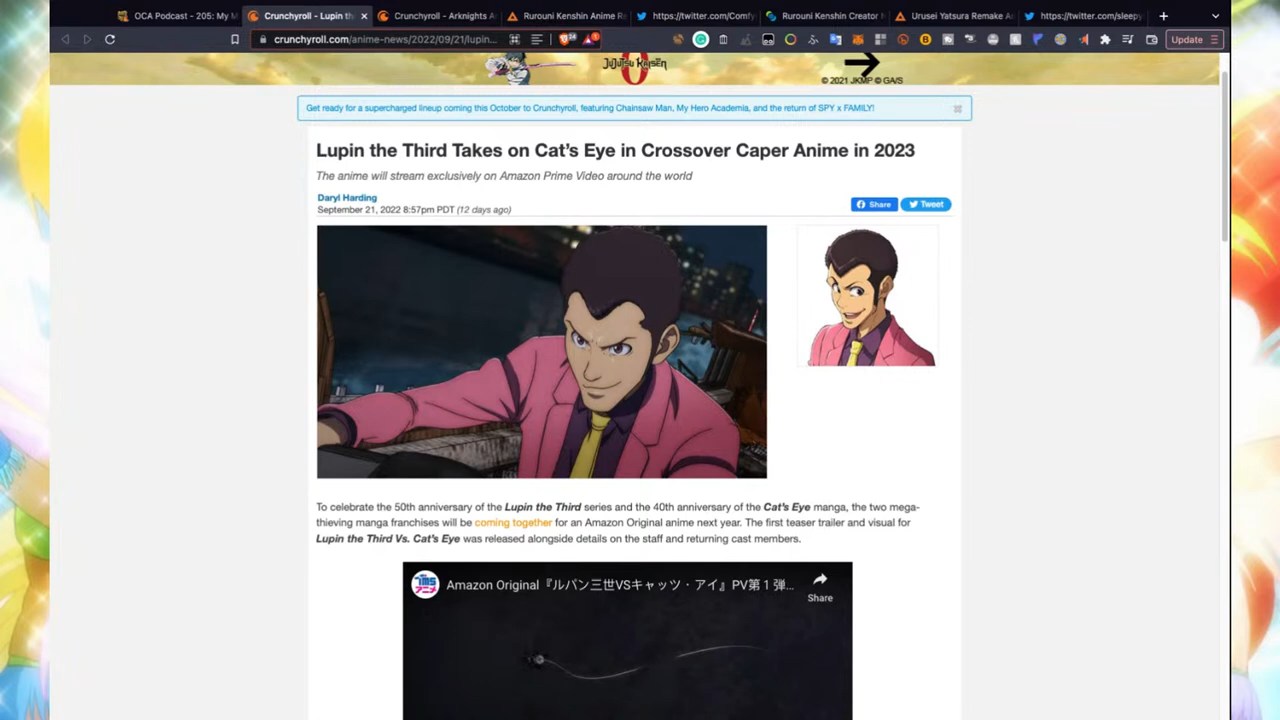 OCA Podcast - 205: My M
Crunchyroll - Lupin th
Crunchyroll - Arknights A
Rurouni Kenshin Anime R
https://twitter.com/Comfy
Rurouni Kenshin Creator
Urusei Yatsura Remake A
https://twitter.com/sleepy
crunchyroll.com/anime-news/2022/09/21/lupin...
Update
JUJUTSU KAISEN
0
© 2021 JKMP © GA/S
Get ready for a supercharged lineup coming this October to Crunchyroll, featuring Chainsaw Man, My Hero Academia, and the return of SPY x FAMILY!
Lupin the Third Takes on Cat's Eye in Crossover Caper Anime in 2023
The anime will stream exclusively on Amazon Prime Video around the world
Daryl Harding
September 21, 2022 8:57pm PDT (12 days ago)
Share
Tweet
To celebrate the 50th anniversary of the Lupin the Third series and the 40th anniversary of the Cat's Eye manga, the two mega-
thieving manga franchises will be coming together for an Amazon Original anime next year. The first teaser trailer and visual for
Lupin the Third Vs. Cat's Eye was released alongside details on the staff and returning cast members.
tms
アニメ
Amazon Original『ルパン三世VSキャッツ・アイ』PV第1弾...
Share